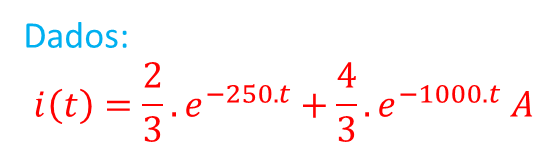 Dados:
i(t) = 2/3 . e^{-250.t} + 4/3 . e^{-1000.t} A